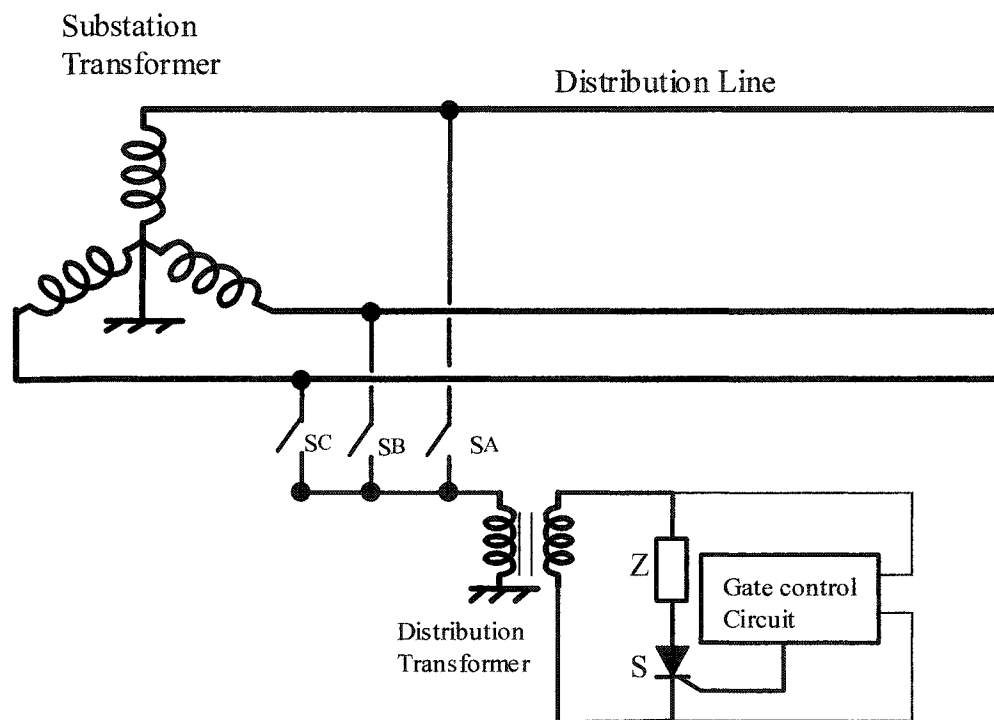 Substation
Transformer
Distribution Line
SC
SB
SA
Z
Gate control
Circuit
S
Distribution
Transformer